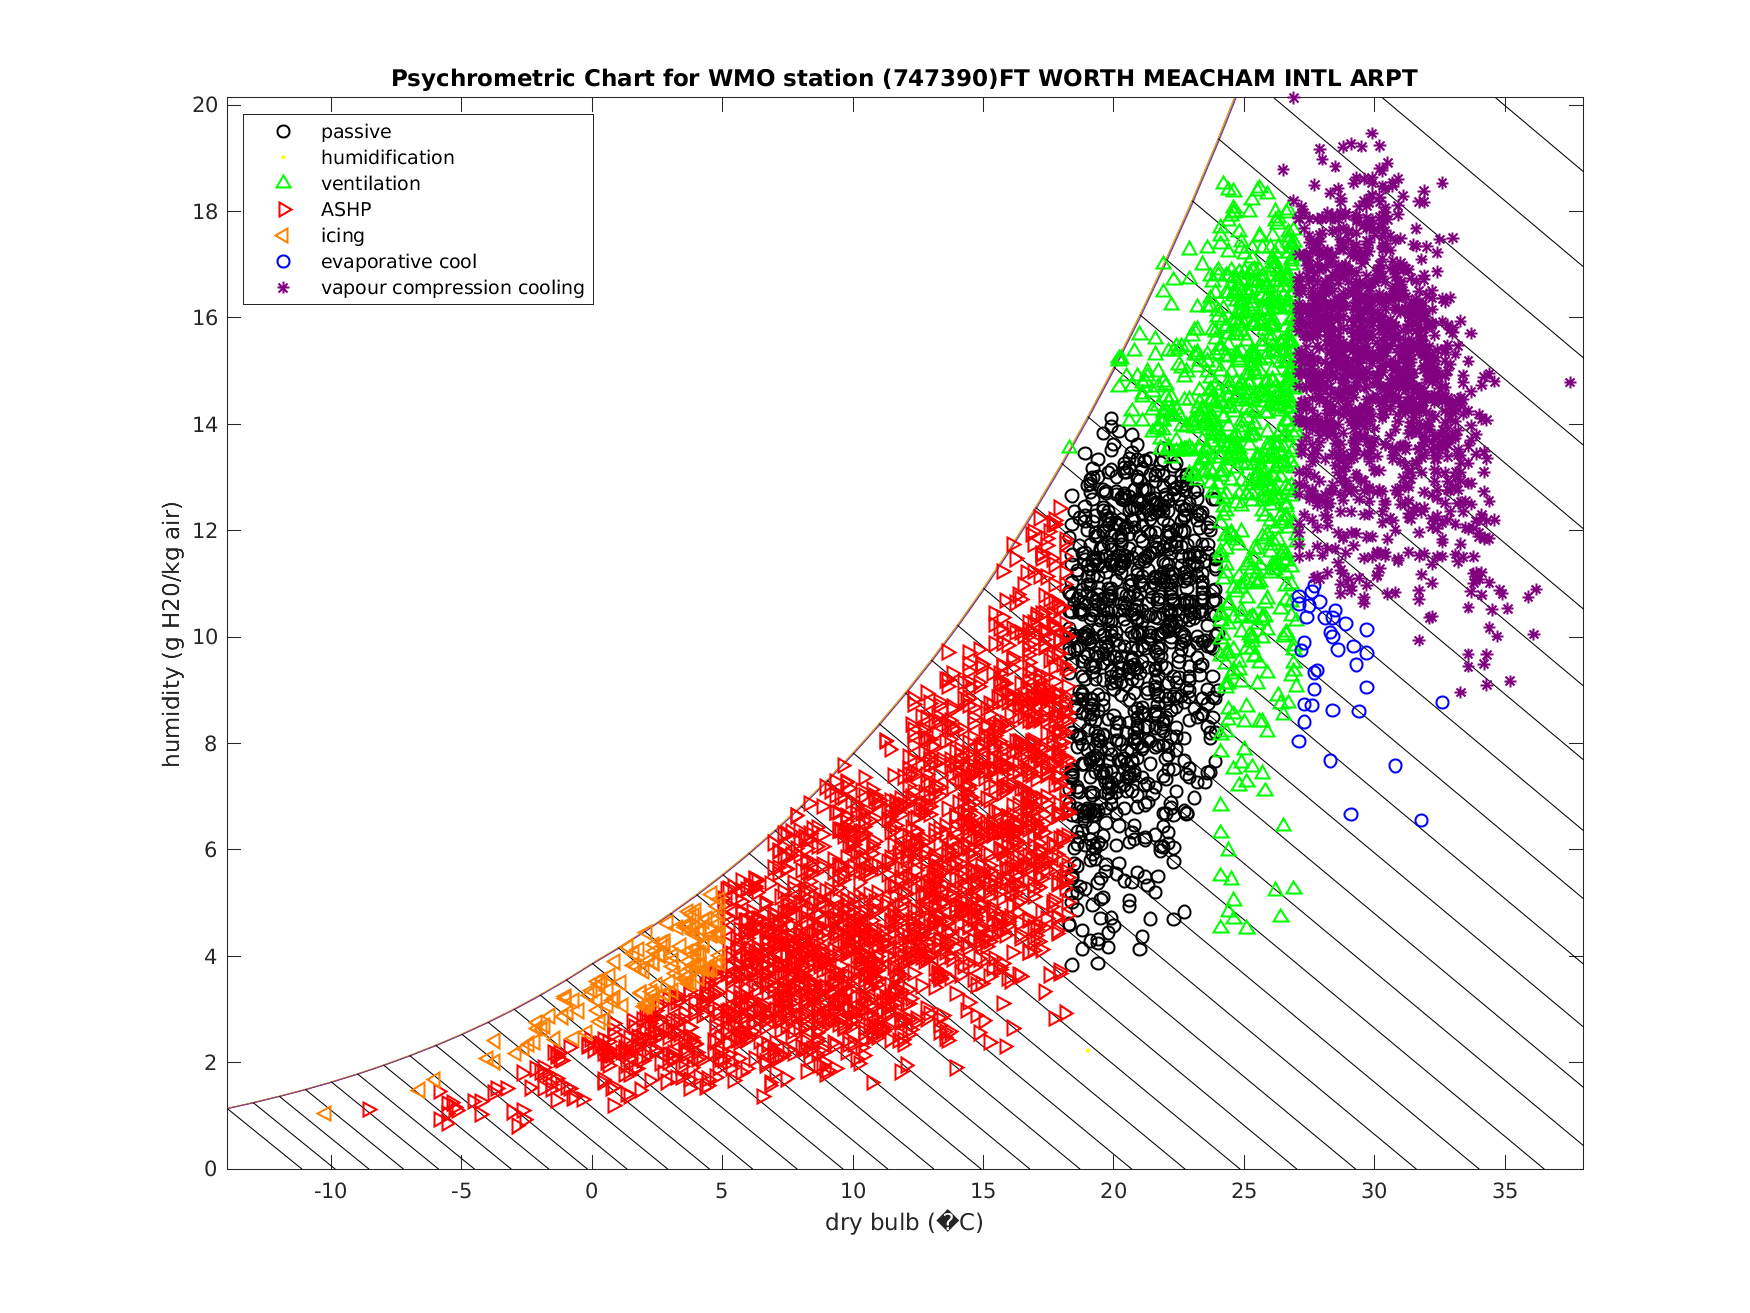 Psychrometric Chart for WMO station (747390)FT WORTH MEACHAM INTL ARPT
passive
humidification
ventilation
ASHP
icing
evaporative cool
vapour compression cooling
humidity (g H20/kg air)
20
18
16
14
12
10
8
6
4
2
0
-10 -5 0 5 10 15 20 25 30 35
dry bulb (�C)